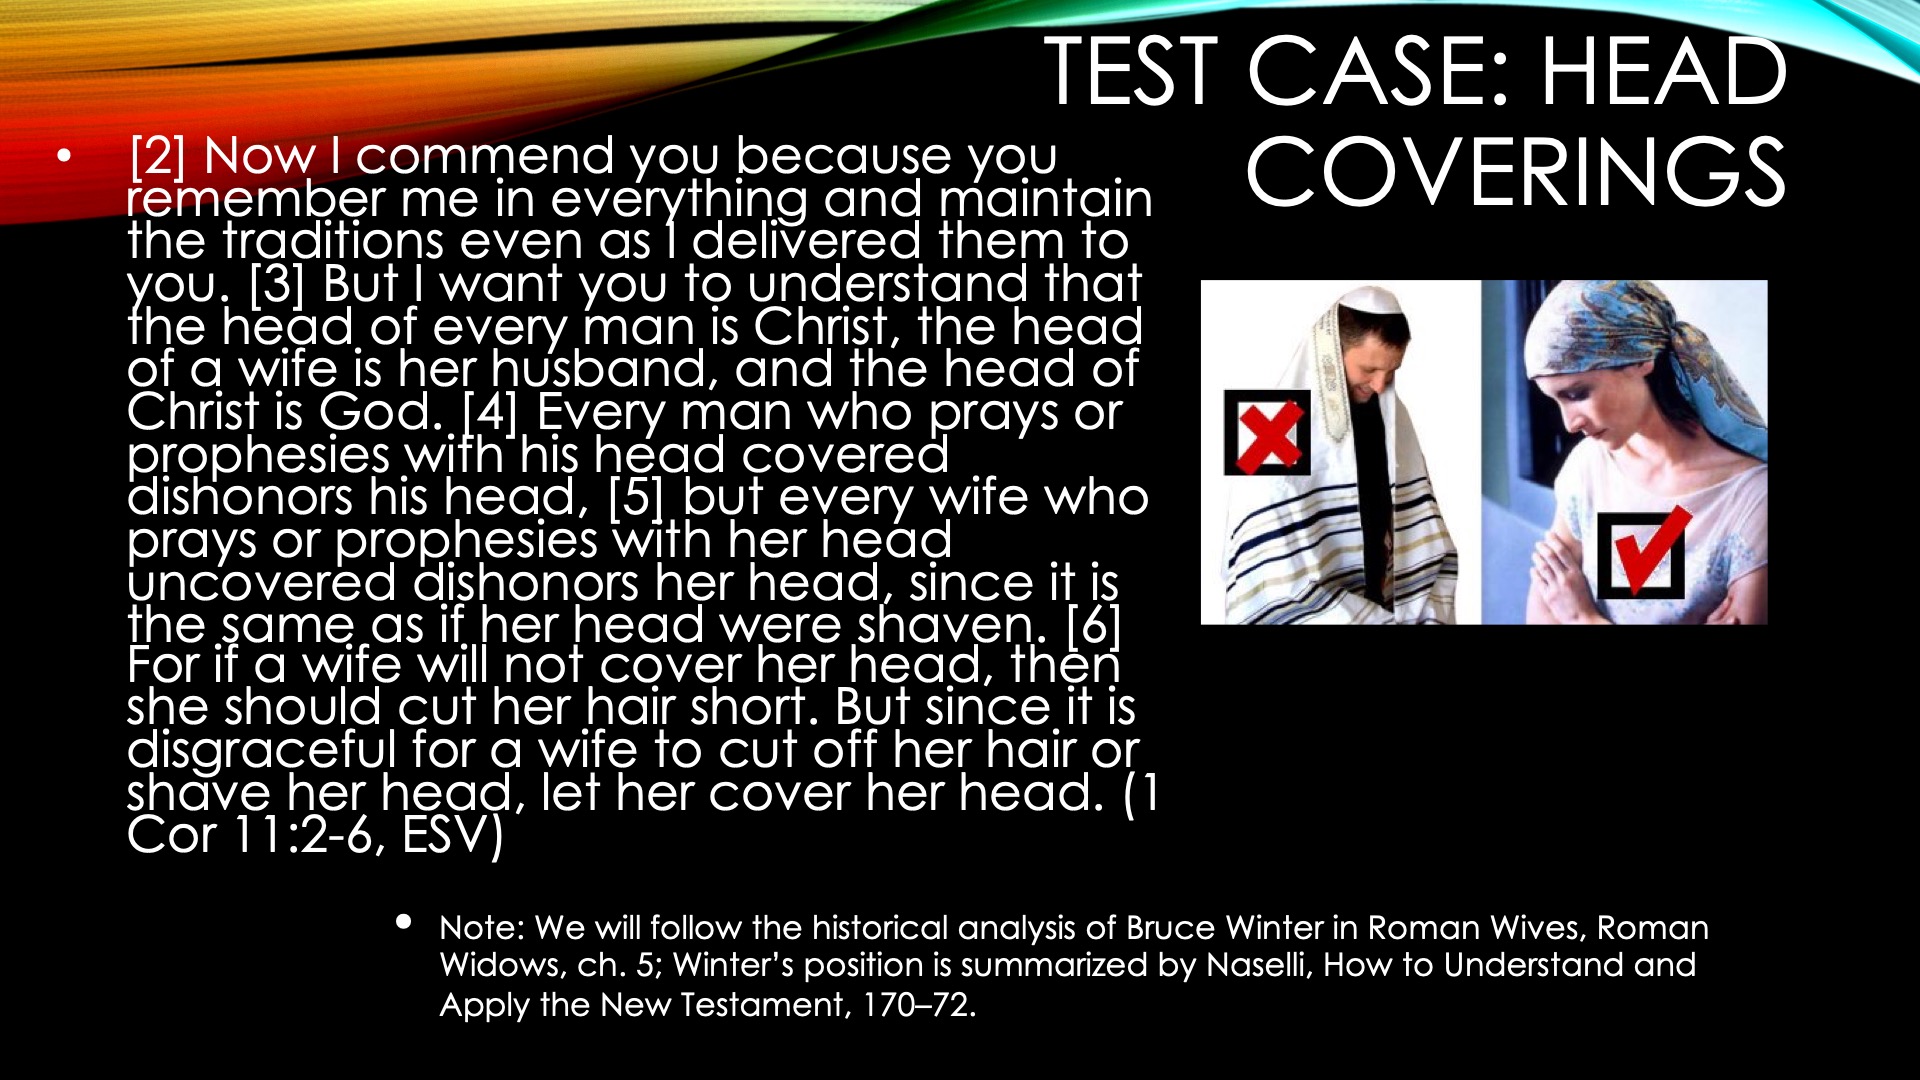 TEST CASE: HEAD
COVERINGS
• [2] Now I commend you because you
remember me in everything and maintain
the traditions even as I delivered them to
you. [3] But I want you to understand that
the head of every man is Christ, the head
of a wife is her husband, and the head of
Christ is God. [4] Every man who prays or
prophesies with his head covered
dishonors his head, [5] but every wife who
prays or prophesies with her head
uncovered dishonors her head, since it is
the same as if her head were shaven. [6]
For if a wife will not cover her head, then
she should cut her hair short. But since it is
disgraceful for a wife to cut off her hair or
shave her head, let her cover her head. (1
Cor 11:2-6, ESV)
• Note: We will follow the historical analysis of Bruce Winter in Roman Wives, Roman
Widows, ch. 5; Winter’s position is summarized by Naselli, How to Understand and
Apply the New Testament, 170–72.